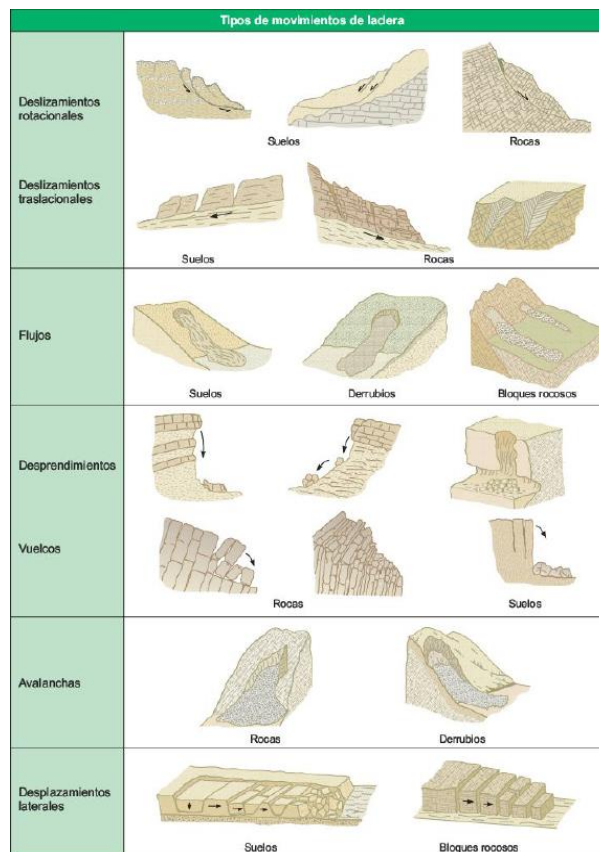 Tipos de movimientos de ladera
Deslizamientos
rotacionales
Suelos
Rocas
Deslizamientos
traslacionales
Suelos
Rocas
Flujos
Suelos
Derrubios
Bloques rocosos
Desprendimientos
Vuelcos
Rocas
Suelos
Avalanchas
Rocas
Derrubios
Desplazamientos
laterales
Suelos
Bloques rocosos